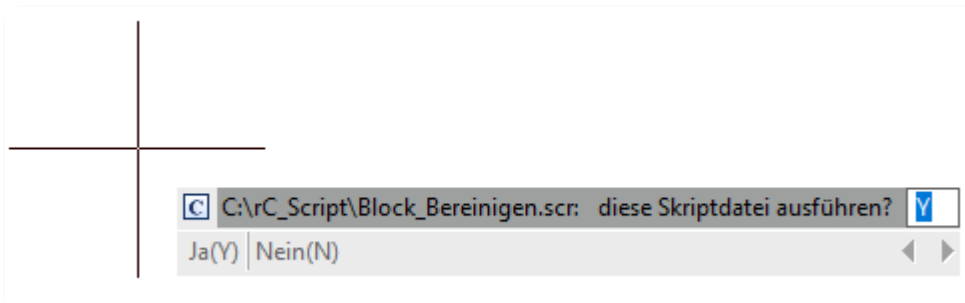 C C:\rC_Script\Block_Bereinigen.scr: diese Skriptdatei ausführen? Y
Ja(Y) Nein(N)